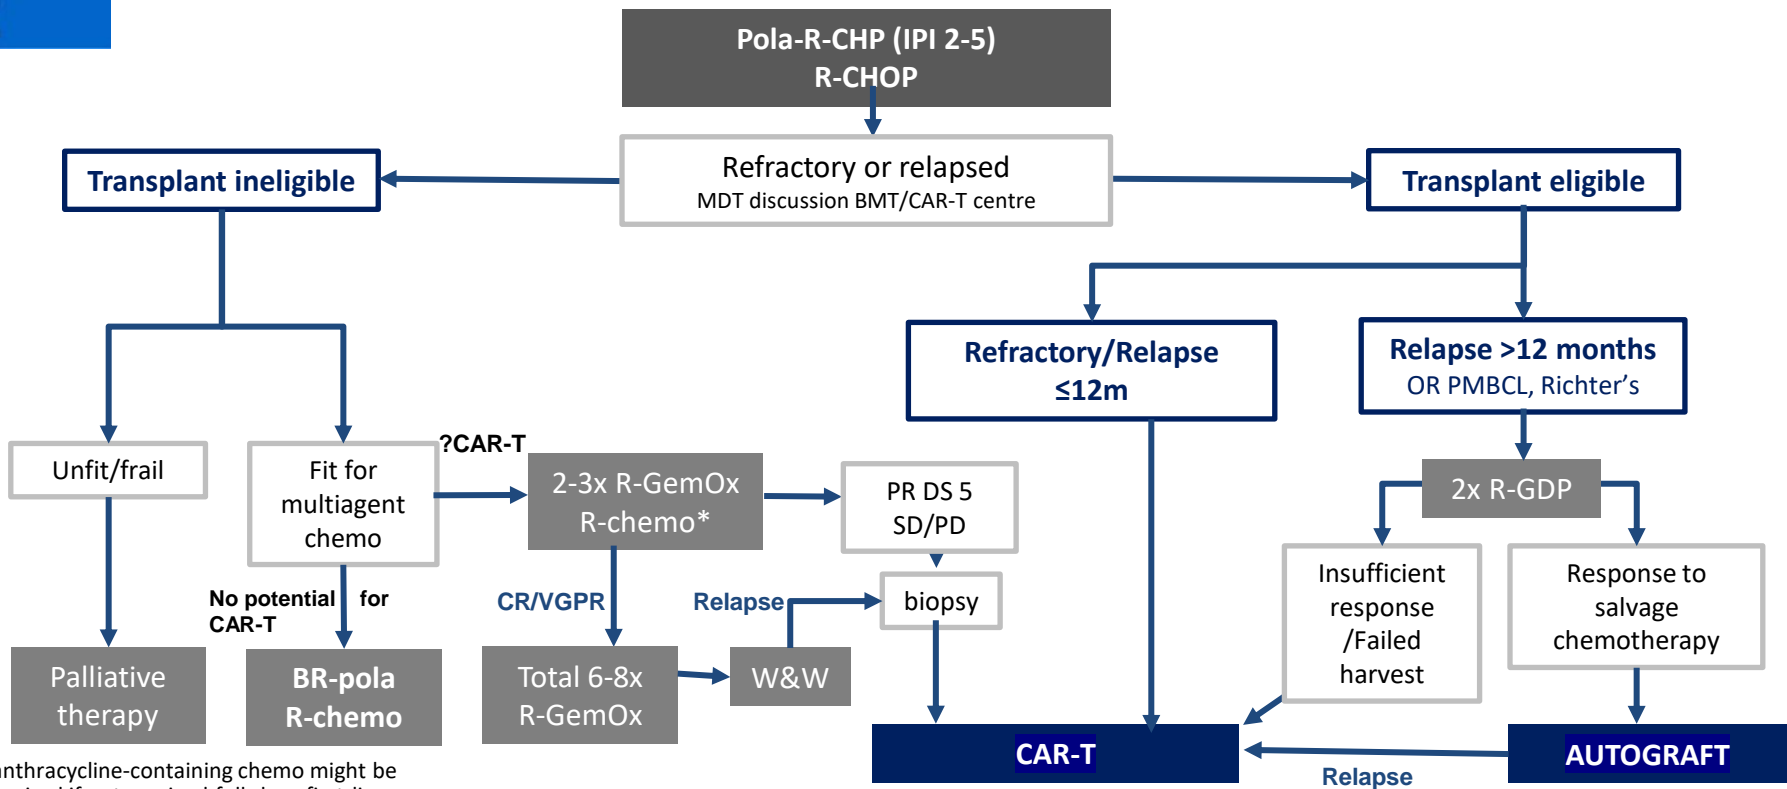 Pola-R-CHP (IPI 2-5)
R-CHOP
Transplant ineligible
Refractory or relapsed
MDT discussion BMT/CAR-T centre
Transplant eligible
Refractory/Relapse
≤12m
Relapse >12 months
OR PMBCL, Richter's
Unfit/frail
Fit for
multiagent
chemo
?CAR-T
2-3x R-GemOx
R-chemo*
PR DS 5
SD/PD
2x R-GDP
Insufficient
response
/Failed
harvest
Response to
salvage
chemotherapy
No potential for
CAR-T
CR/VGPR
Relapse
biopsy
Palliative
therapy
BR-pola
R-chemo
Total 6-8x
R-GemOx
W&W
CAR-T
AUTOGRAFT
Relapse
anthracycline-containing chemo might be